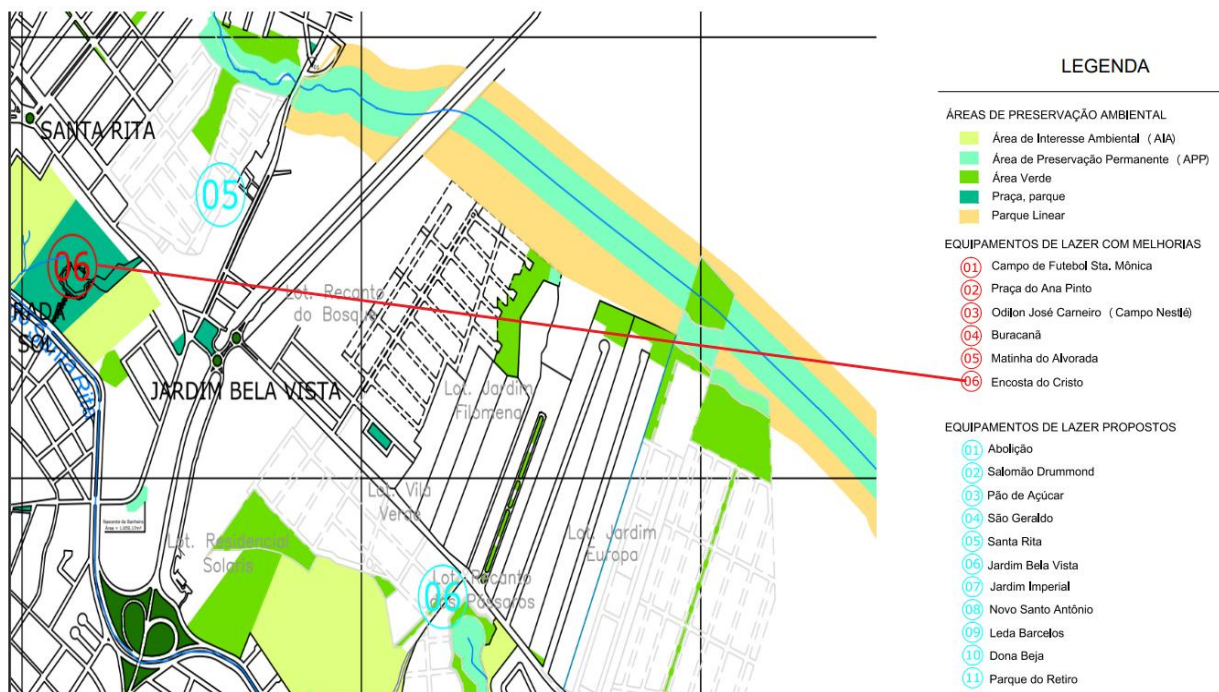 SANTA RITA
05
06
RADA
SOL
Santa Rita
Lot. Recanto
do Bosque
JARDIM BELA VISTA
Lot. Jardim
Filomena
Lot. Vila
Verde
Lot. Residencial
Solaris
Lot. Jardim
Europa
Lot. Recanto
dos Pássaros
06
LEGENDA
ÁREAS DE PRESERVAÇÃO AMBIENTAL
Área de Interesse Ambiental ( AIA)
Área de Preservação Permanente ( APP)
Área Verde
Praça, parque
Parque Linear
EQUIPAMENTOS DE LAZER COM MELHORIAS
01 Campo de Futebol Sta. Mônica
02 Praça do Ana Pinto
03 Odilon José Carneiro ( Campo Nestlé)
04 Buracanã
05 Matinha do Alvorada
06 Encosta do Cristo
EQUIPAMENTOS DE LAZER PROPOSTOS
01 Abolição
02 Salomão Drummond
03 Pão de Açúcar
04 São Geraldo
05 Santa Rita
06 Jardim Bela Vista
07 Jardim Imperial
08 Novo Santo Antônio
09 Leda Barcelos
10 Dona Beja
11 Parque do Retiro